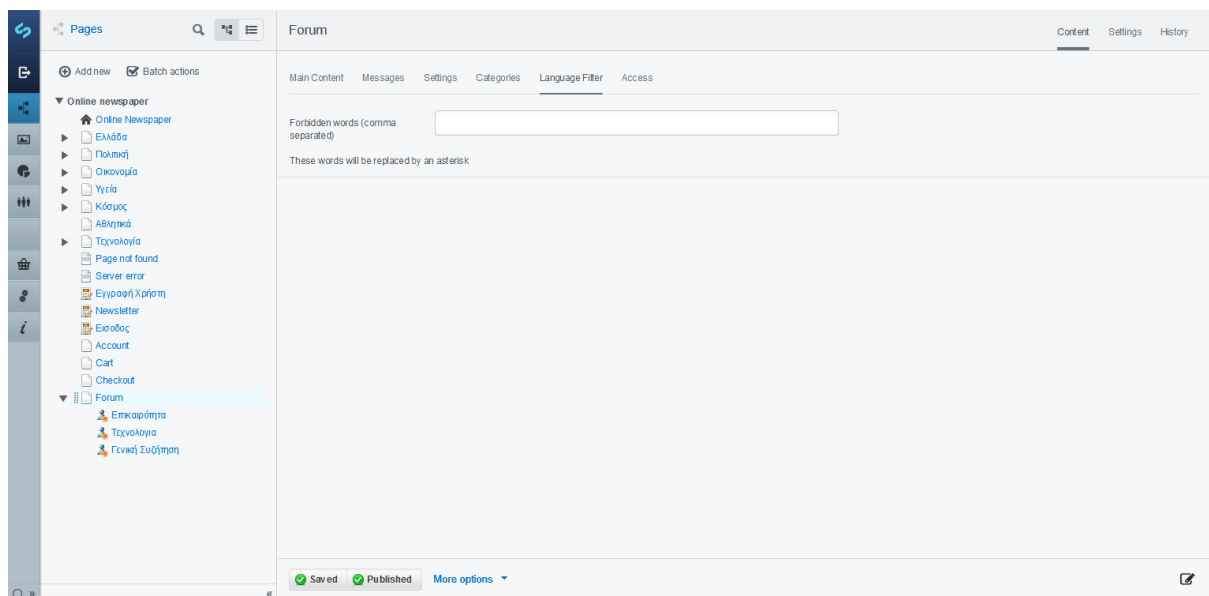 Pages
Forum
Content Settings History
Add new Batch actions
Main Content Messages Settings Categories Language Filter Access
Online newspaper
Online Newspaper
Ελλάδα
Πολιτική
Οικονομία
Υγεία
Κόσμος
Αθλητικά
Τεχνολογία
Page not found
Server error
Εγγραφή Χρήστη
Newsletter
Εισοδος
Account
Cart
Checkout
Forum
Επικαιρότητα
Τεχνολογια
Γενική Συζήτηση
Forbidden words (comma
separated)
These words will be replaced by an asterisk
Saved Published More options